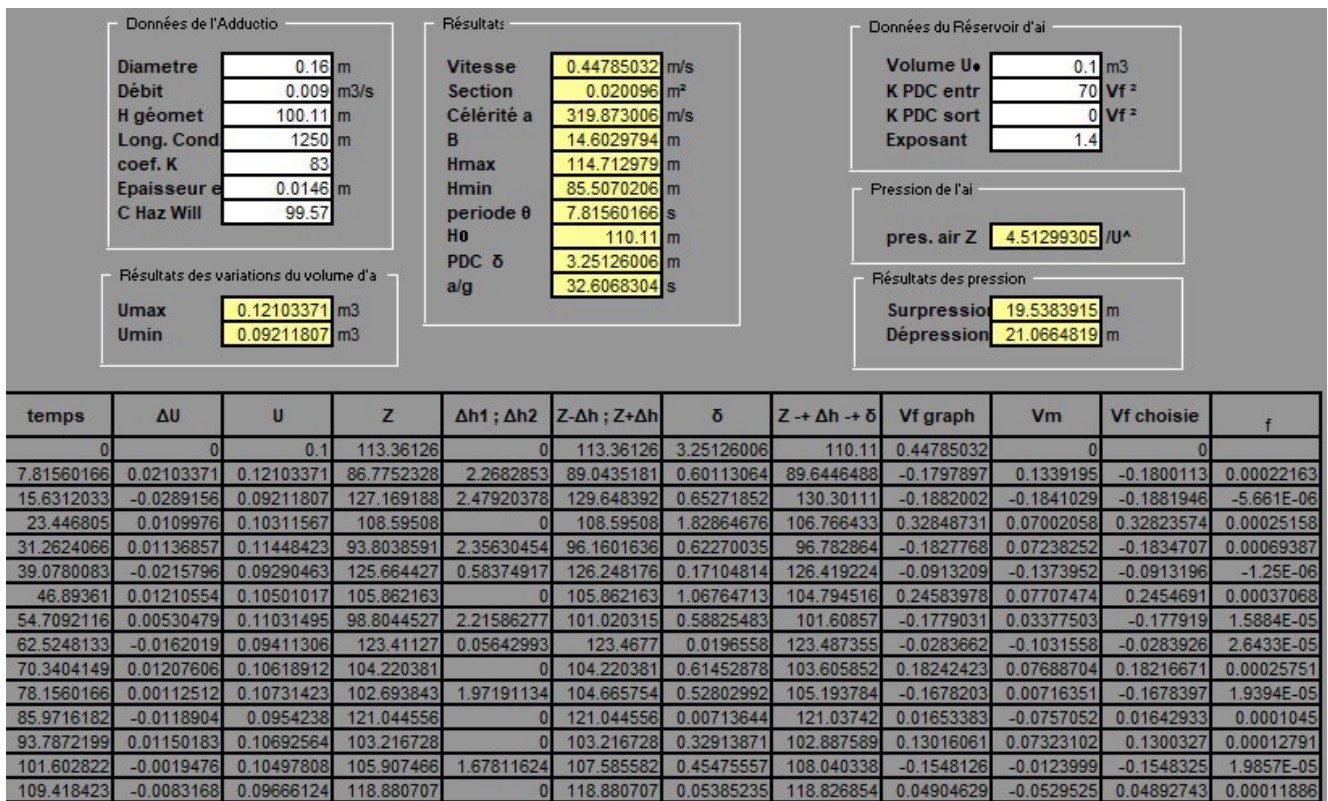 Données de l'Adductio
Diametre 0.16 m
Débit 0.009 m3/s
H géomet 100.11 m
Long. Cond 1250 m
coef. K 83
Epaisseur e 0.0146 m
C Haz Will 99.57
Résultats des variations du volume d'a
Umax 0.12103371 m3
Umin 0.09211807 m3
Résultats
Vitesse 0.44785032 m/s
Section 0.020096 m²
Célérité a 319.873006 m/s
B 14.6029794 m
Hmax 114.712979 m
Hmin 85.5070206 m
periode θ 7.81560166 s
H0 110.11 m
PDC δ 3.25126006 m
a/g 32.6068304 s
Données du Réservoir d'ai
Volume U• 0.1 m3
K PDC entr 70 Vf ²
K PDC sort 0 Vf ²
Exposant 1.4
Pression de l'ai
pres. air Z 4.51299305 /U^
Résultats des pression
Surpressio 19.5383915 m
Dépression 21.0664819 m
temps ΔU U Z Δh1 ; Δh2 Z-Δh ; Z+Δh δ Z -+ Δh -+ δ Vf graph Vm Vf choisie f
0 0 0.1 113.36126 0 113.36126 3.25126006 110.11 0.44785032 0 0
7.81560166 0.02103371 0.12103371 86.7752328 2.2682853 89.0435181 0.60113064 89.6446488 -0.1797897 0.1339195 -0.1800113 0.00022163
15.6312033 -0.0289156 0.09211807 127.169188 2.47920378 129.648392 0.65271852 130.30111 -0.1882002 -0.1841029 -0.1881946 -5.661E-06
23.446805 0.0109976 0.10311567 108.59508 0 108.59508 1.82864676 106.766433 0.32848731 0.07002058 0.32823574 0.00025158
31.2624066 0.01136857 0.11448423 93.8038591 2.35630454 96.1601636 0.62270035 96.782864 -0.1827768 0.07238252 -0.1834707 0.00069387
39.0780083 -0.0215796 0.09290463 125.664427 0.58374917 126.248176 0.17104814 126.419224 -0.0913209 -0.1373952 -0.0913196 -1.25E-06
46.89361 0.01210554 0.10501017 105.862163 0 105.862163 1.06764713 104.794516 0.24583978 0.07707474 0.2454691 0.00037068
54.7092116 0.00530479 0.11031495 98.8044527 2.21586277 101.020315 0.58825483 101.60857 -0.1779031 0.03377503 -0.177919 1.5884E-05
62.5248133 -0.0162019 0.09411306 123.41127 0.05642993 123.4677 0.0196558 123.487355 -0.0283662 -0.1031558 -0.0283926 2.6433E-05
70.3404149 0.01207606 0.10618912 104.220381 0 104.220381 0.61452878 103.605852 0.18242423 0.07688704 0.18216671 0.00025751
78.1560166 0.00112512 0.10731423 102.693843 1.97191134 104.665754 0.52802992 105.193784 -0.1678203 0.00716351 -0.1678397 1.9394E-05
85.9716182 -0.0118904 0.0954238 121.044556 0 121.044556 0.00713644 121.03742 0.01653383 -0.0757052 0.01642933 0.0001045
93.7872199 0.01150183 0.10692564 103.216728 0 103.216728 0.32913871 102.887589 0.13016061 0.07323102 0.1300327 0.00012791
101.602822 -0.0019476 0.10497808 105.907466 1.67811624 107.585582 0.45475557 108.040338 -0.1548126 -0.0123999 -0.1548325 1.9857E-05
109.418423 -0.0083168 0.09666124 118.880707 0 118.880707 0.05385235 118.826854 0.04904629 -0.0529525 0.04892743 0.00011886